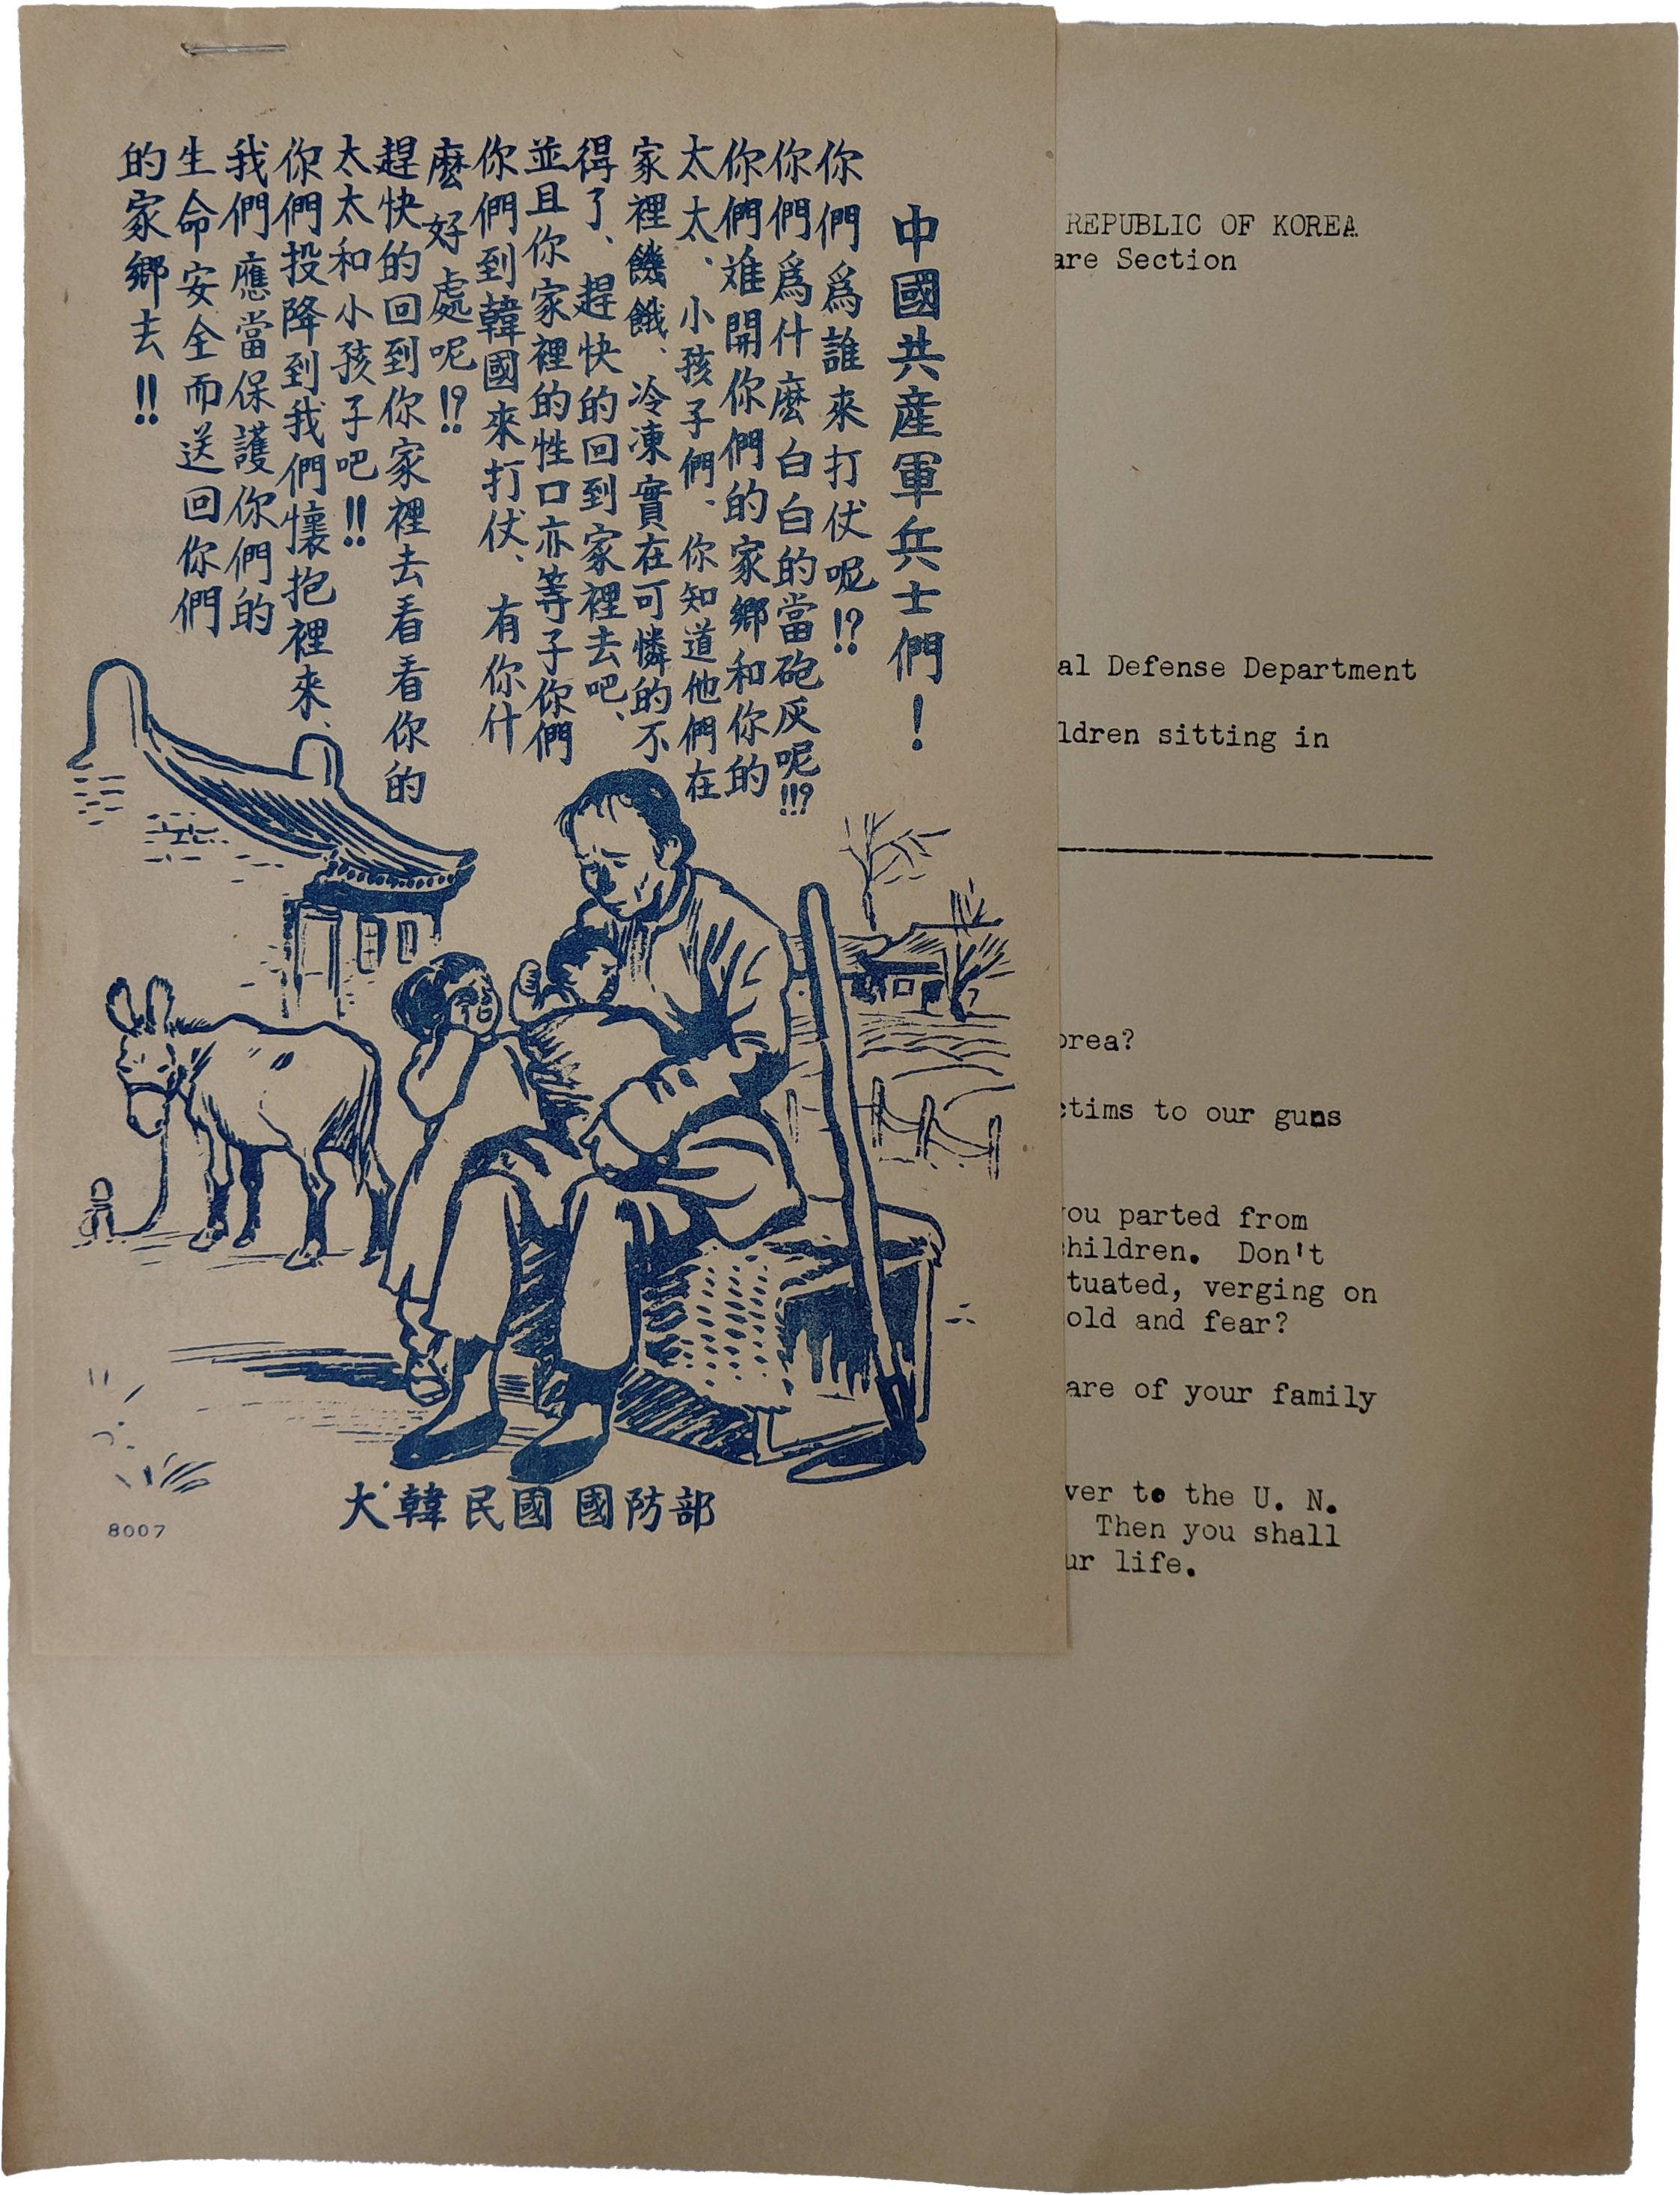 中國共產軍兵士們！
你們爲誰來打仗呢!?
你們爲什麽白白的當砲灰呢!!?
你們難開你們的家鄉和你的
太太、小孩子們、你知道他們在
家裡饑餓、冷凍實在可憐的不
得了、趕快的回到家裡去吧、
並且你家裡的牲口亦等子你們
你們到韓國來打仗、有你什
麽好處呢!?
趕快的回到你家裡去看看你的
太太和小孩子吧!!
你們投降到我們懷抱裡來、
我們應當保護你們的
生命安全而送回你們
的家鄉去!!
大韓民國國防部
8007
REPUBLIC OF KOREA
are Section
al Defense Department
ldren sitting in
orea?
ctims to our guns
you parted from
children. Don't
tuated, verging on
old and fear?
are of your family
ver to the U. N.
Then you shall
ur life.